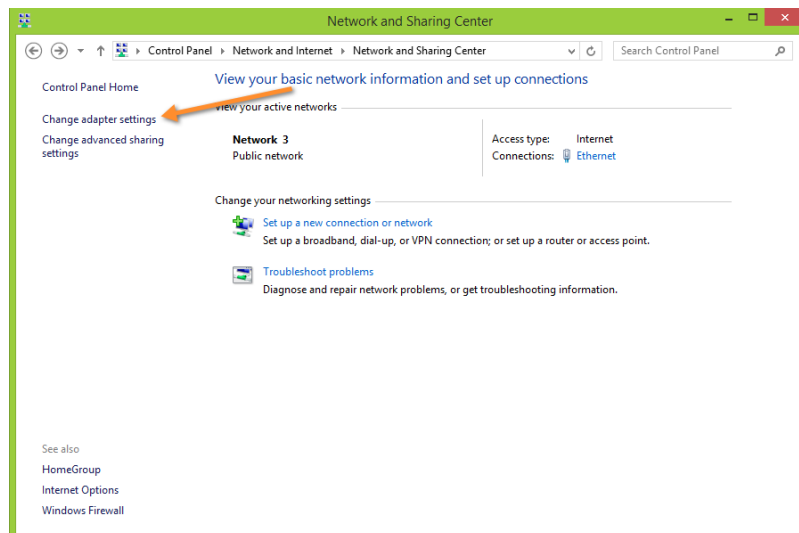 Network and Sharing Center
Control Panel Network and Internet Network and Sharing Center
Search Control Panel
Control Panel Home
Change adapter settings
Change advanced sharing
settings
View your basic network information and set up connections
View your active networks
Network 3
Public network
Access type: Internet
Connections: Ethernet
Change your networking settings
Set up a new connection or network
Set up a broadband, dial-up, or VPN connection; or set up a router or access point.
Troubleshoot problems
Diagnose and repair network problems, or get troubleshooting information.
See also
HomeGroup
Internet Options
Windows Firewall